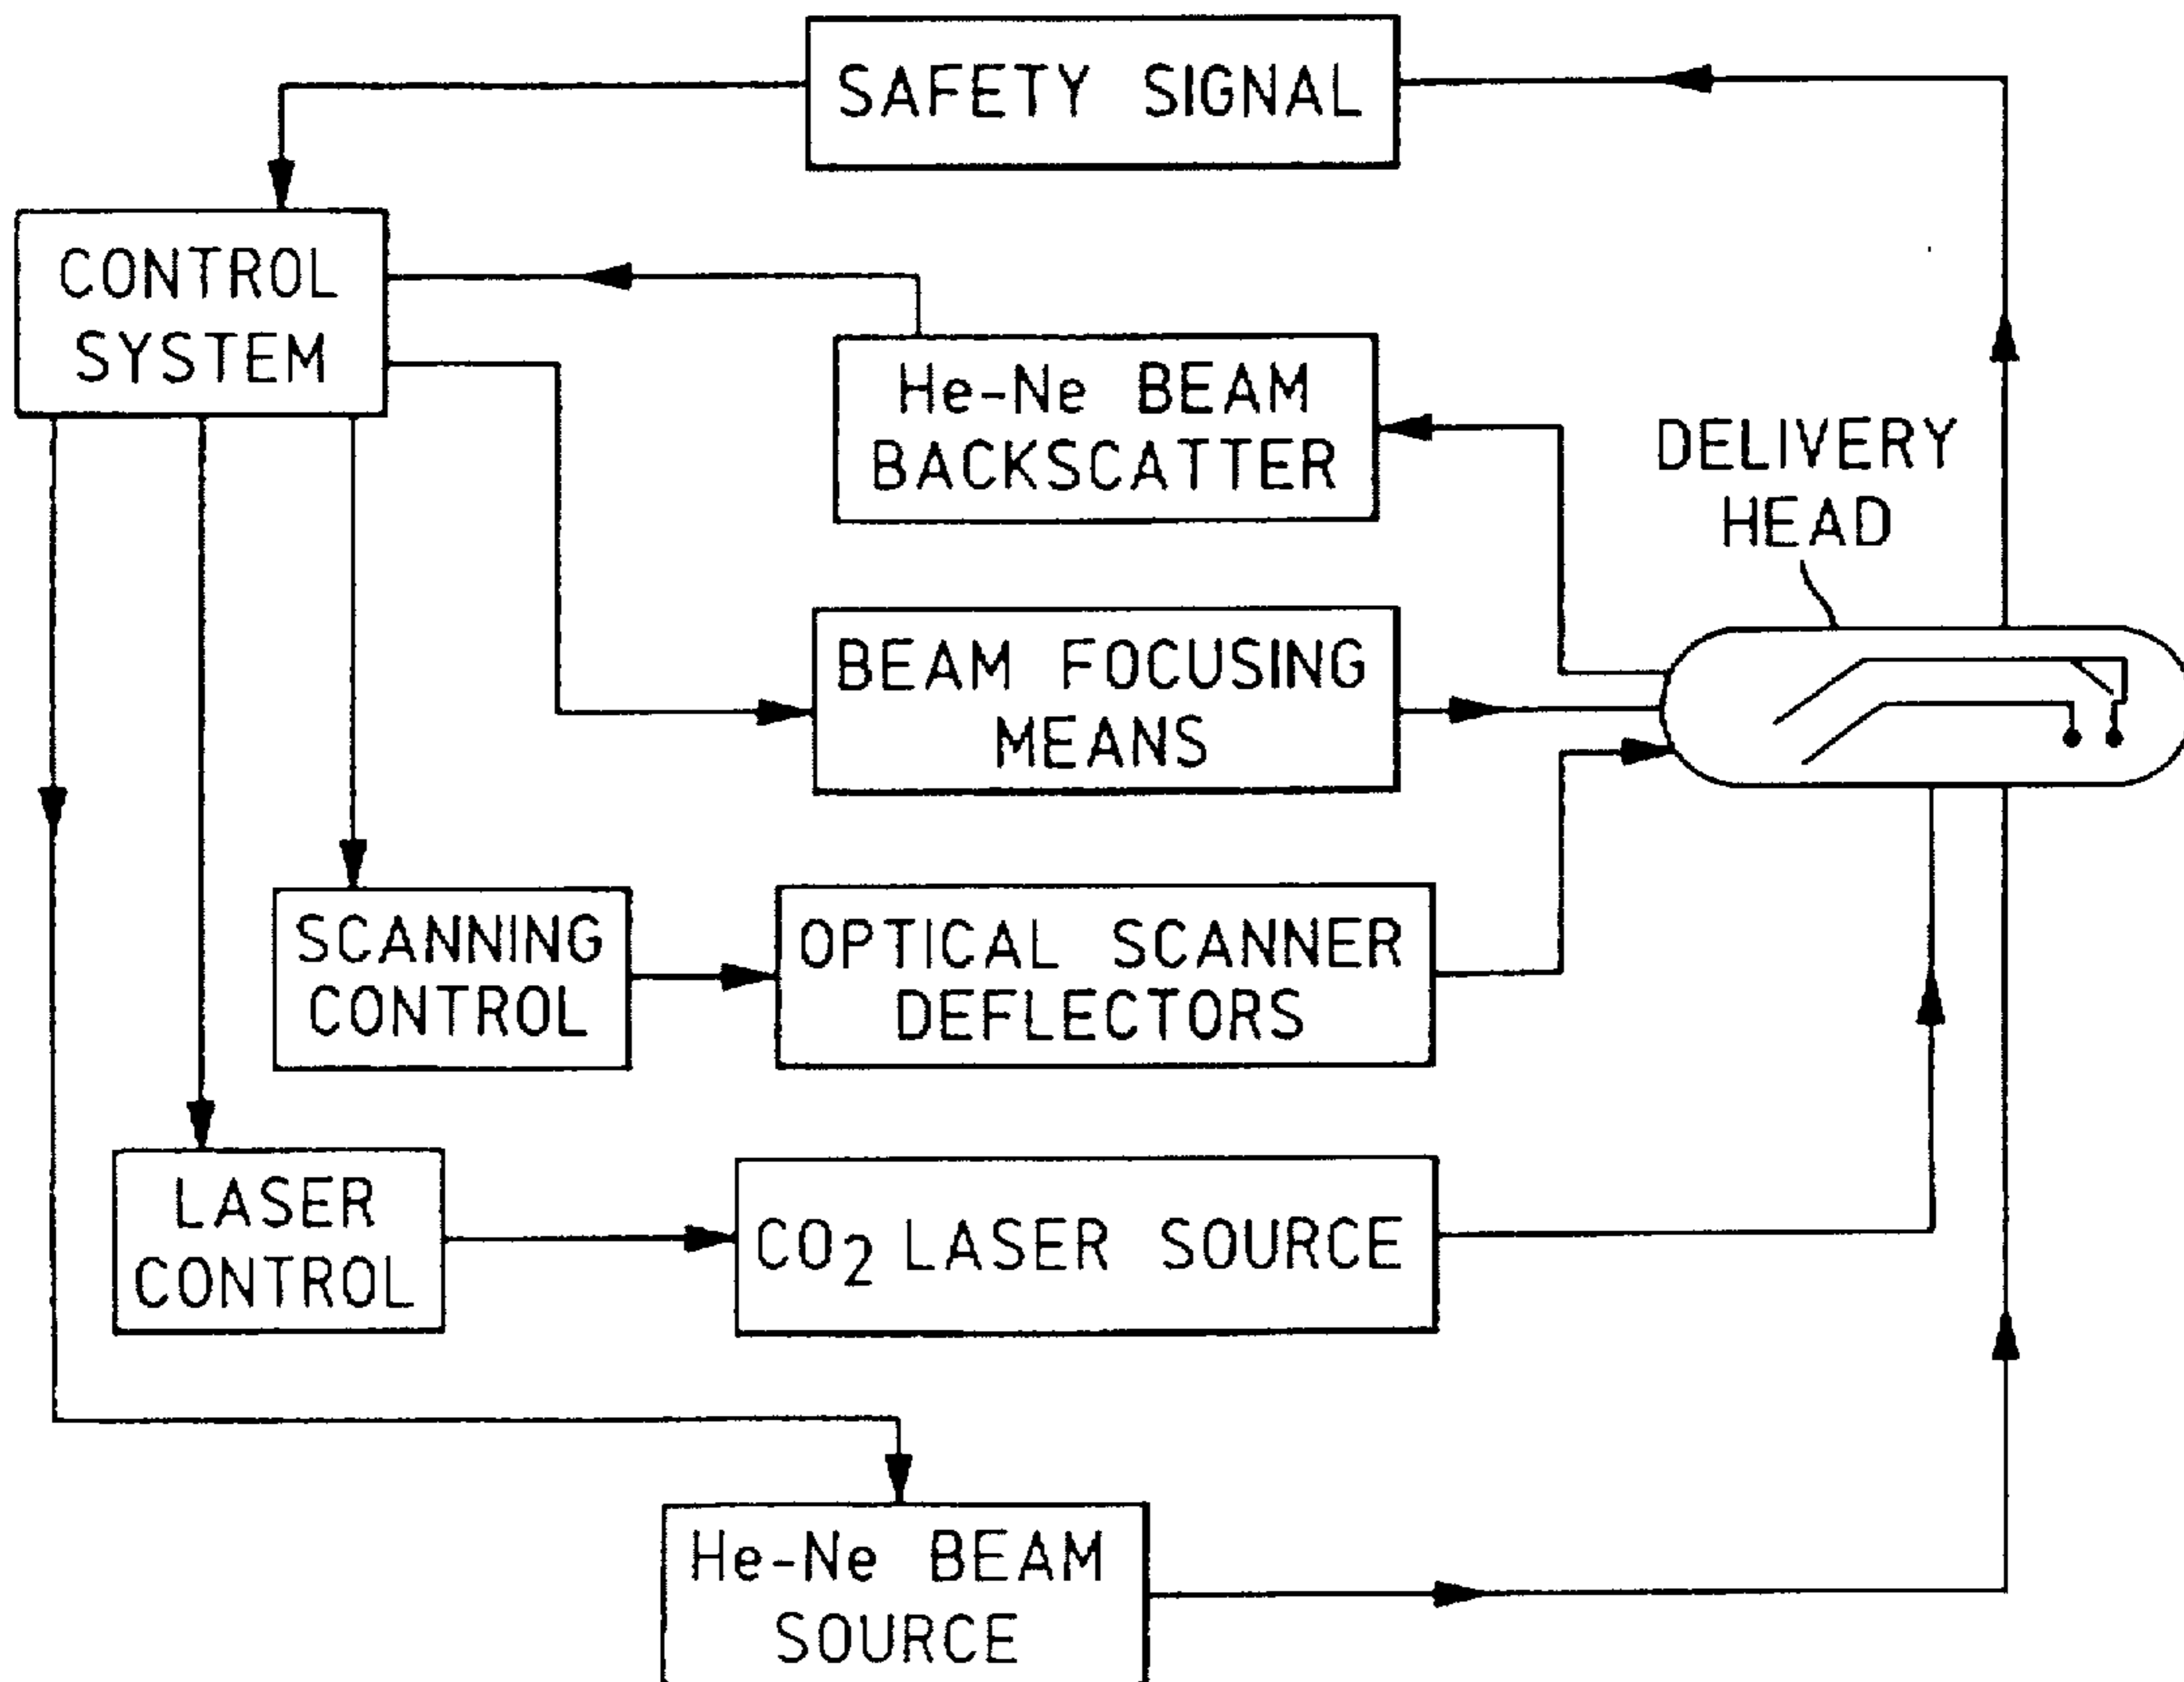 SAFETY SIGNAL
CONTROL
SYSTEM
He-Ne BEAM
BACKSCATTER
DELIVERY
HEAD
BEAM FOCUSING
MEANS
SCANNING
CONTROL
OPTICAL SCANNER
DEFLECTORS
LASER
CONTROL
CO₂ LASER SOURCE
He-Ne BEAM
SOURCE